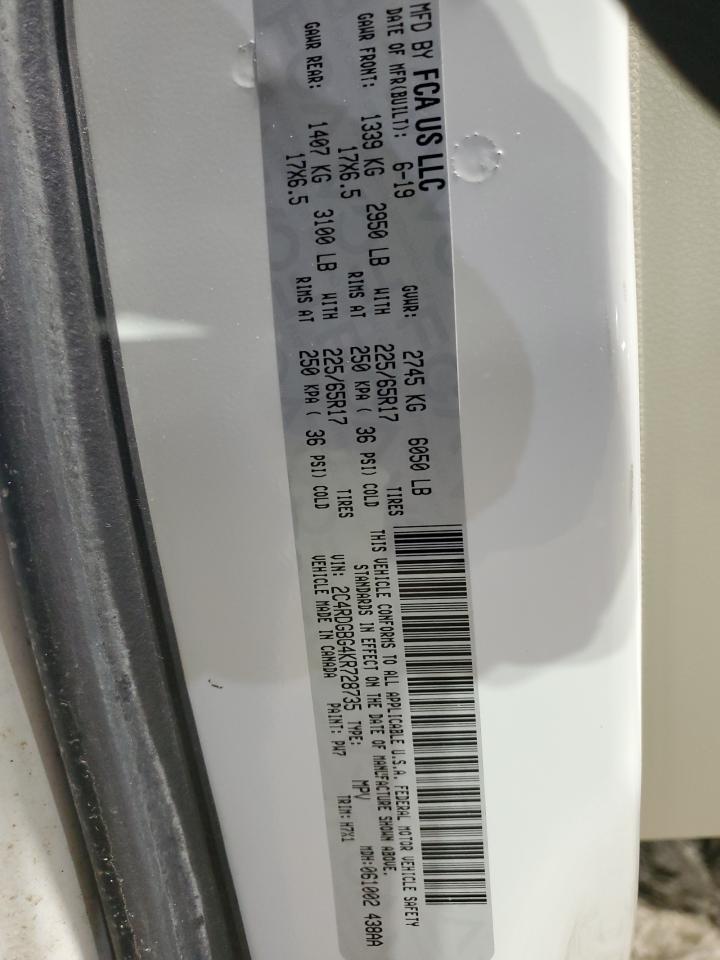 MFD BY FCA US LLC
DATE OF MFR(BUILT): 6-19 GVWR: 2745 KG 6050 LB
GAWR FRONT: 1339 KG 2950 LB WITH 225/65R17 TIRES
17X6.5 RIMS AT 250 KPA ( 36 PSI) COLD
GAWR REAR: 1407 KG 3100 LB WITH 225/65R17 TIRES
17X6.5 RIMS AT 250 KPA ( 36 PSI) COLD
THIS VEHICLE CONFORMS TO ALL APPLICABLE U.S.A. FEDERAL MOTOR VEHICLE SAFETY
STANDARDS IN EFFECT ON THE DATE OF MANUFACTURE SHOWN ABOVE.
VIN: 2C4RDGBG4KR728735 TYPE: MPV MDH:061002 438AA
VEHICLE MADE IN CANADA PAINT: PW7 TRIM: H7X1